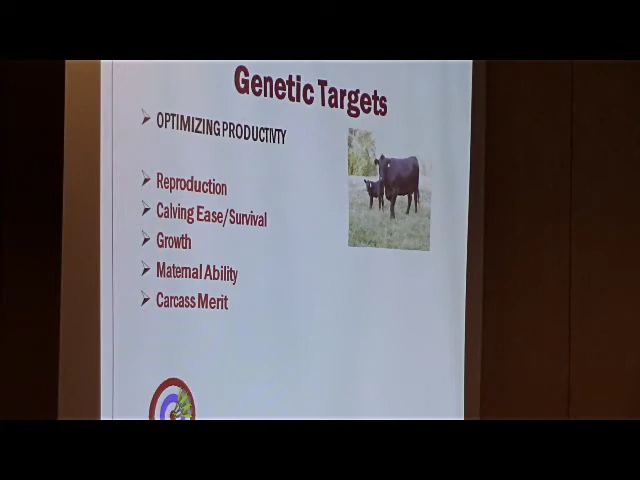 Genetic Targets
OPTIMIZING PRODUCTIVTY
Reproduction
Calving Ease/Survival
Growth
Maternal Ability
Carcass Merit